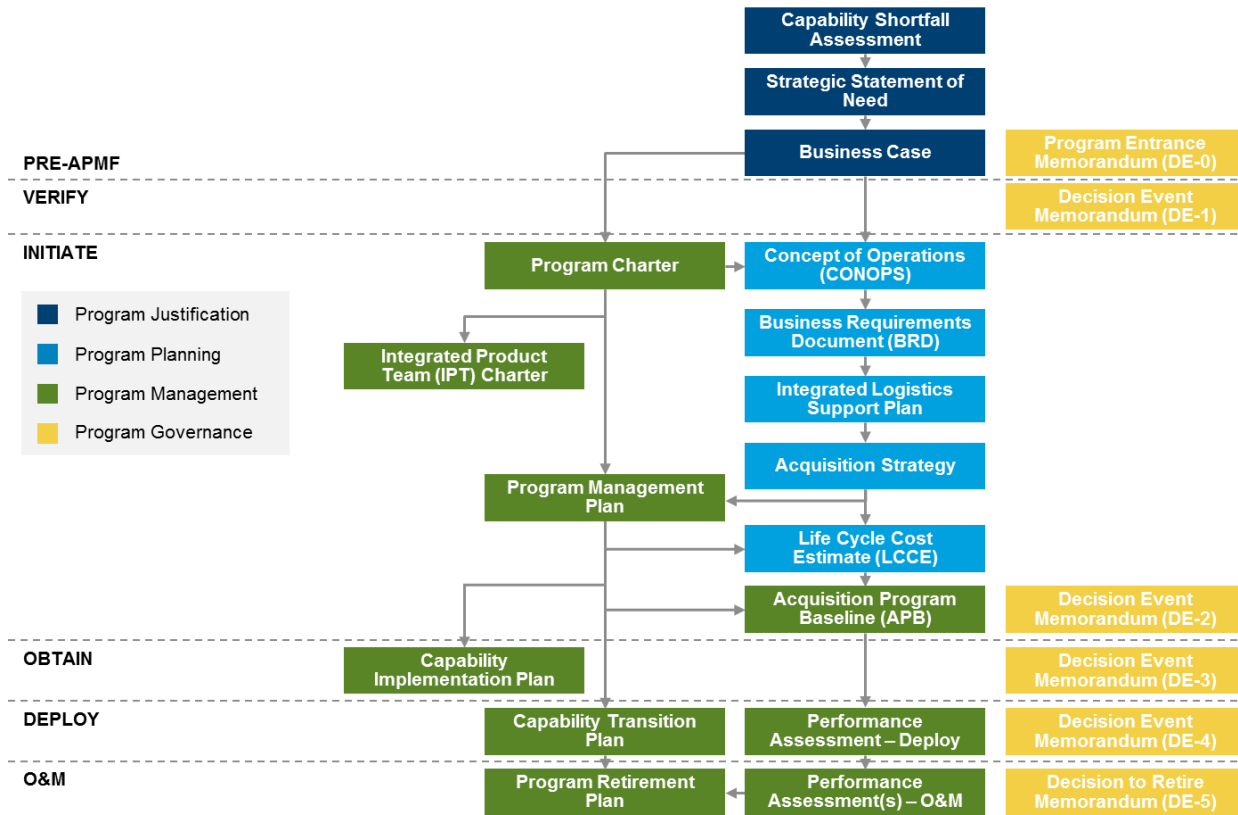 Capability Shortfall
Assessment
Strategic Statement of
Need
Business Case
Program Entrance
Memorandum (DE-0)
PRE-APMF
VERIFY
Decision Event
Memorandum (DE-1)
INITIATE
Program Charter
Concept of Operations
(CONOPS)
Program Justification
Program Planning
Program Management
Program Governance
Business Requirements
Document (BRD)
Integrated Product
Team (IPT) Charter
Integrated Logistics
Support Plan
Acquisition Strategy
Program Management
Plan
Life Cycle Cost
Estimate (LCCE)
Acquisition Program
Baseline (APB)
Decision Event
Memorandum (DE-2)
OBTAIN
Capability
Implementation Plan
Decision Event
Memorandum (DE-3)
DEPLOY
Capability Transition
Plan
Performance
Assessment – Deploy
Decision Event
Memorandum (DE-4)
O&M
Program Retirement
Plan
Performance
Assessment(s) – O&M
Decision to Retire
Memorandum (DE-5)